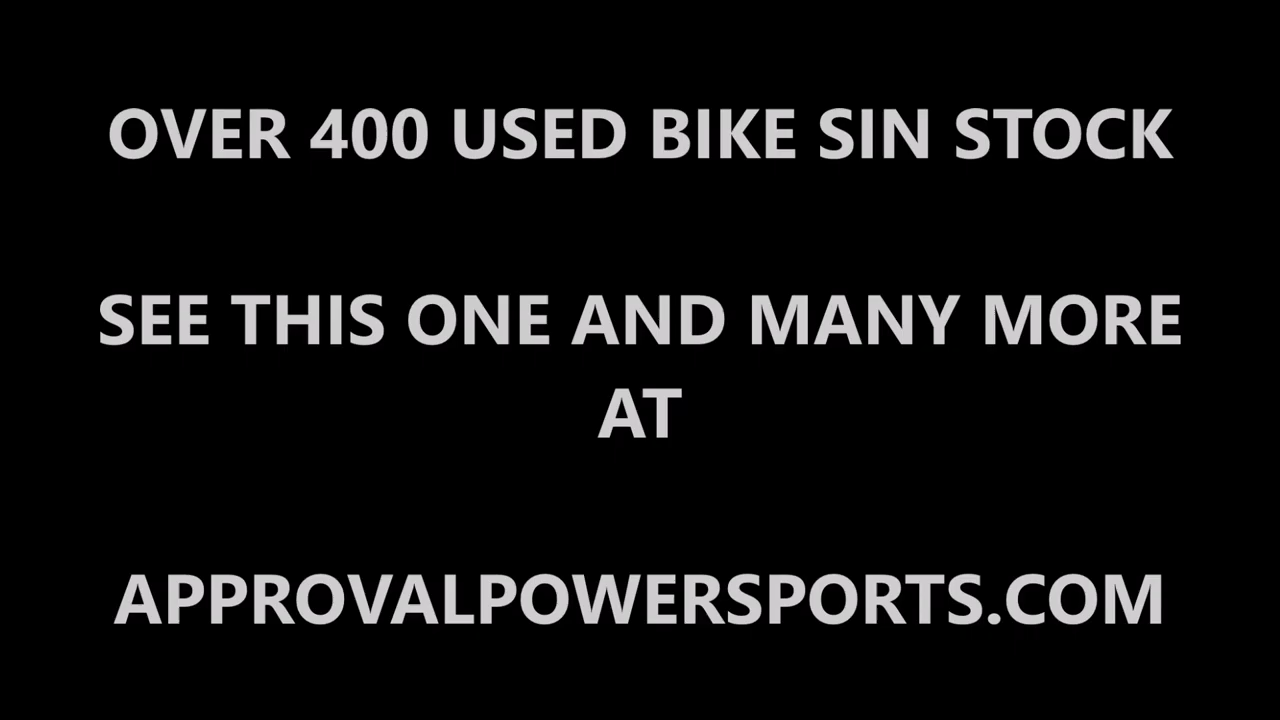 OVER 400 USED BIKE SIN STOCK
SEE THIS ONE AND MANY MORE
AT
APPROVALPOWERSPORTS.COM